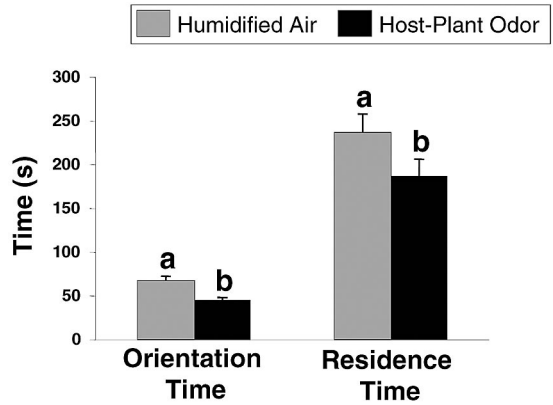 Humidified Air Host-Plant Odor
Time (s)
300
250
200
150
100
50
0
a
b
a
b
Orientation
Time
Residence
Time